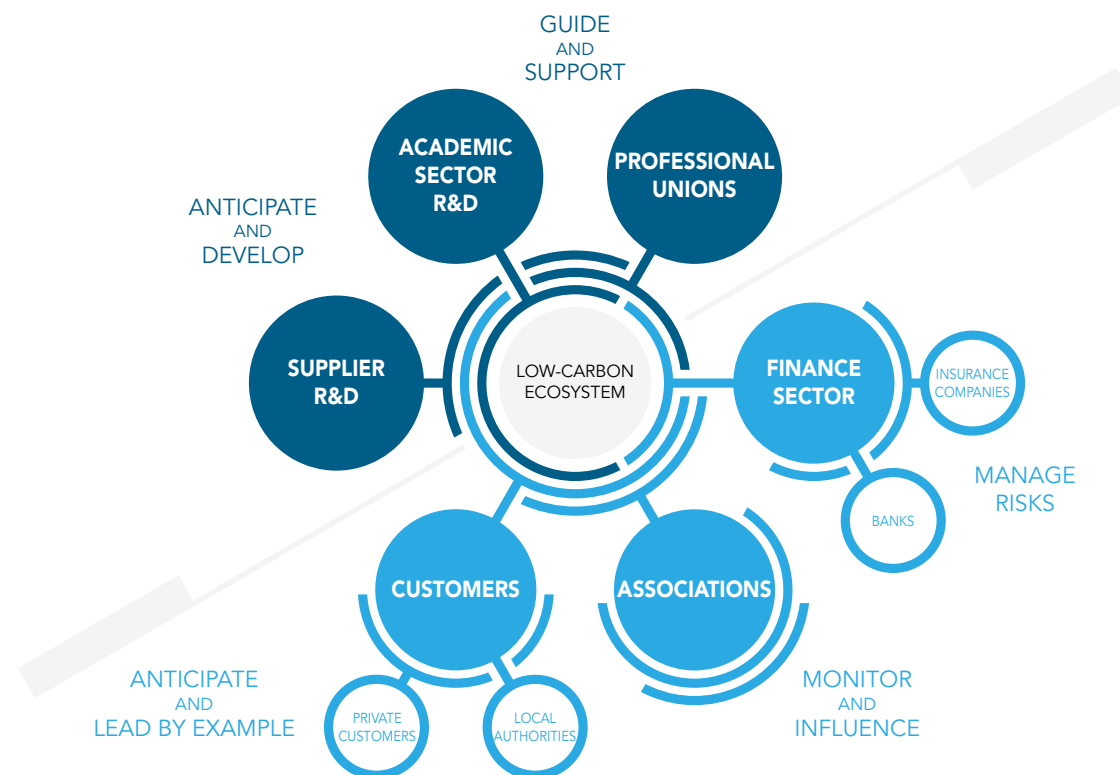 GUIDE
AND
SUPPORT
ACADEMIC
SECTOR
R&D
PROFESSIONAL
UNIONS
ANTICIPATE
AND
DEVELOP
SUPPLIER
R&D
LOW-CARBON
ECOSYSTEM
FINANCE
SECTOR
INSURANCE
COMPANIES
MANAGE
RISKS
BANKS
CUSTOMERS
ASSOCIATIONS
ANTICIPATE
AND
LEAD BY EXAMPLE
PRIVATE
CUSTOMERS
LOCAL
AUTHORITIES
MONITOR
AND
INFLUENCE